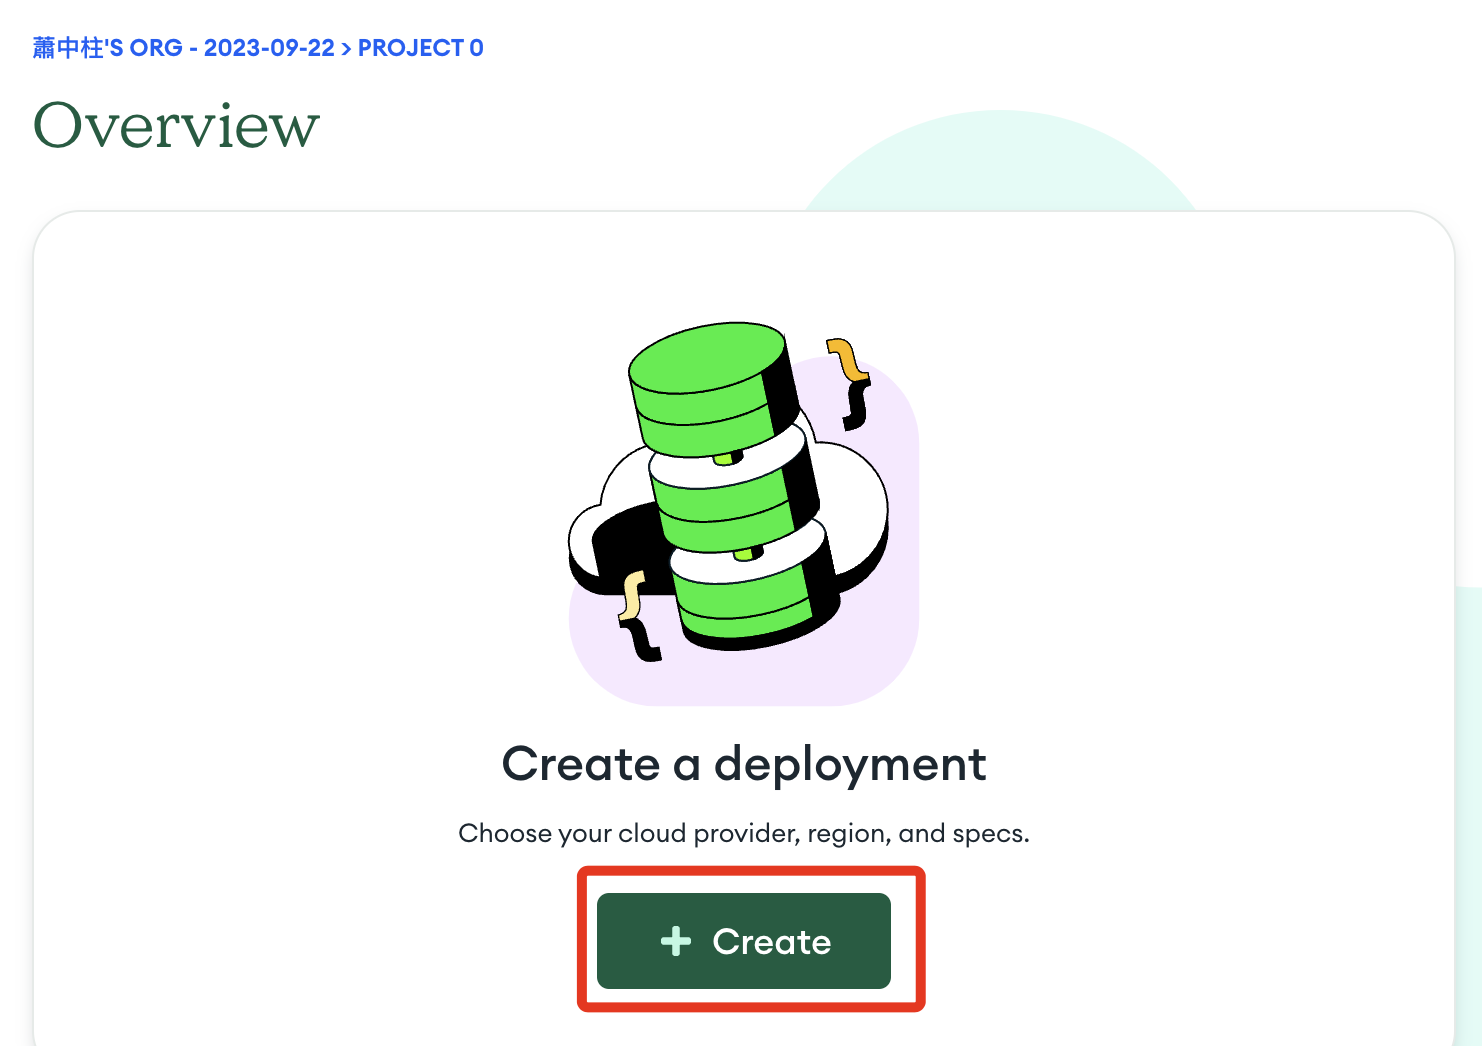 蕭中柱'S ORG - 2023-09-22 > PROJECT 0
Overview
Create a deployment
Choose your cloud provider, region, and specs.
+ Create